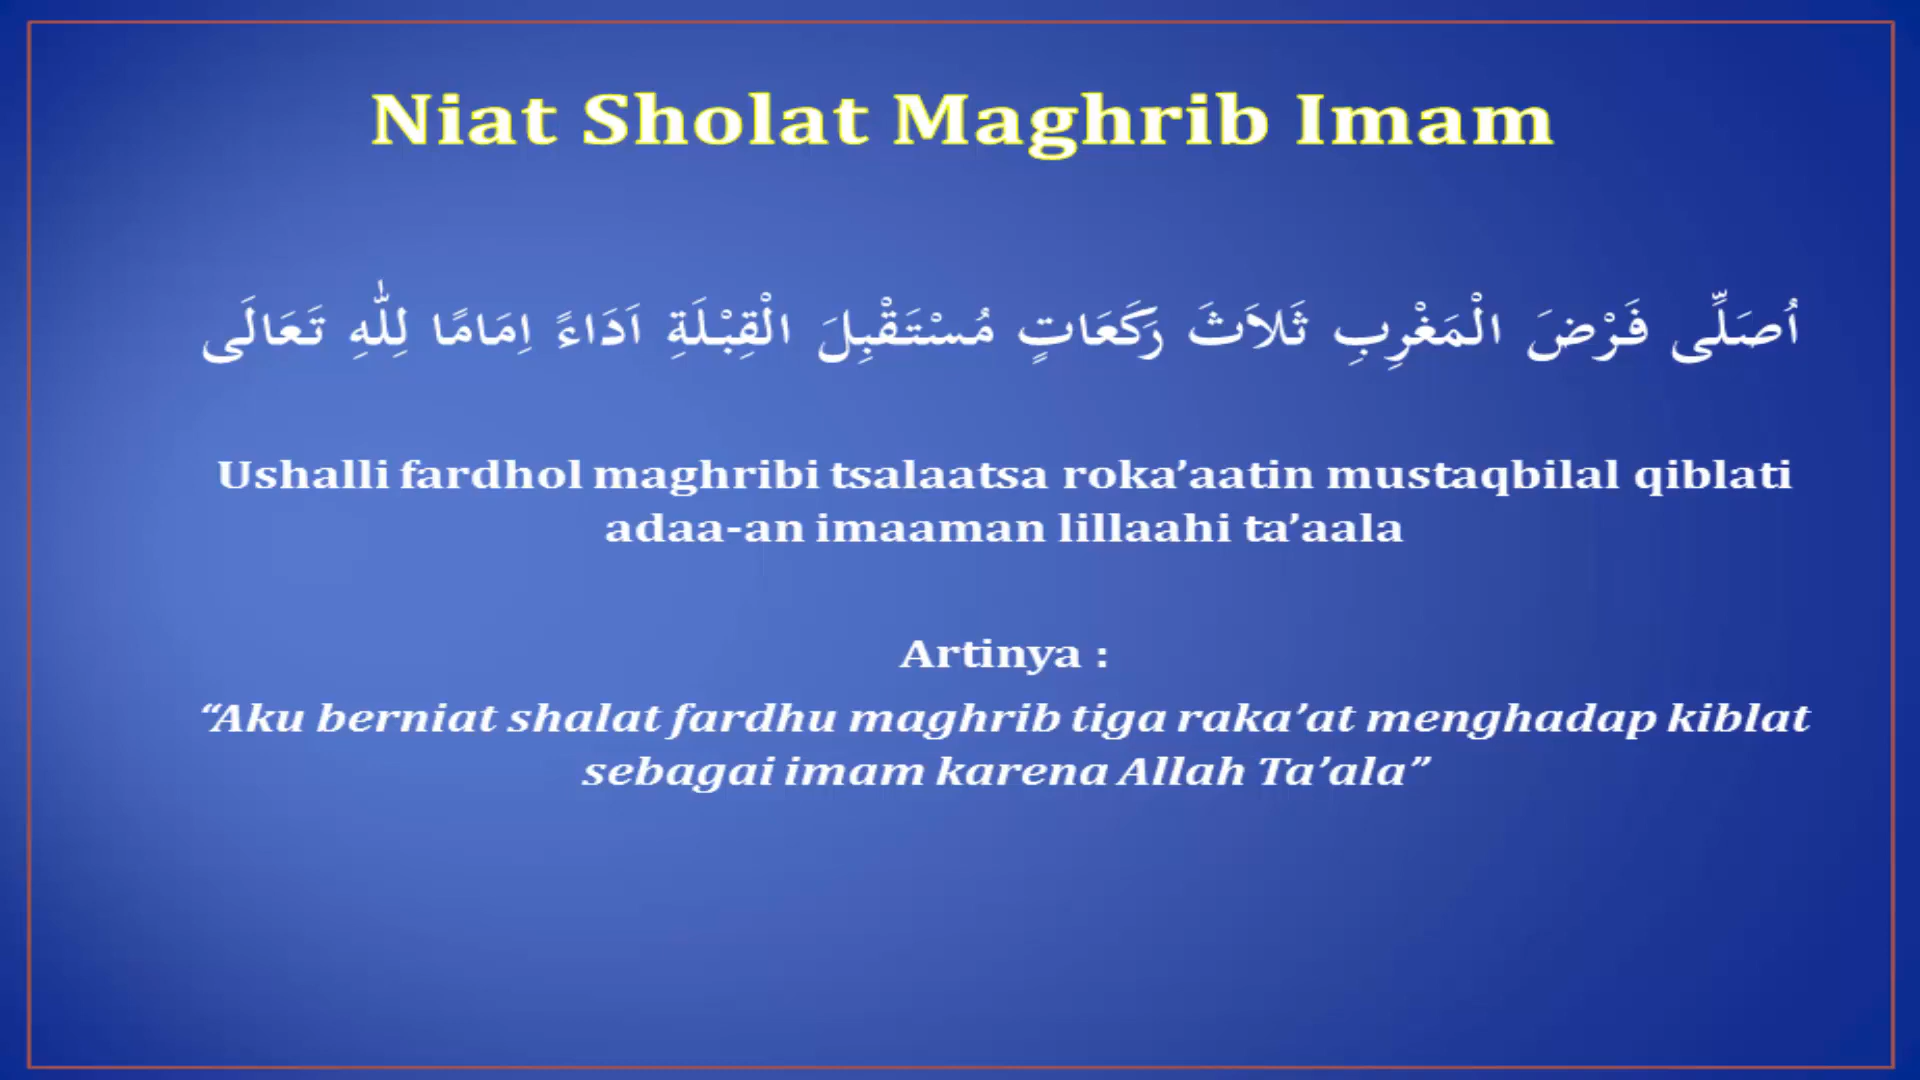 Niat Sholat Maghrib Imam
اُصَلِّى فَرْضَ الْمَغْرِبِ ثَلاَثَ رَكَعَاتٍ مُسْتَقْبِلَ الْقِبْلَةِ اَدَاءً اِمَامًا لِلّٰهِ تَعَالَى
Ushalli fardhol maghribi tsalaatsa roka’aatin mustaqbilal qiblati
adaa-an imaaman lillaahi ta’aala
Artinya :
“Aku berniat shalat fardhu maghrib tiga raka’at menghadap kiblat
sebagai imam karena Allah Ta’ala”